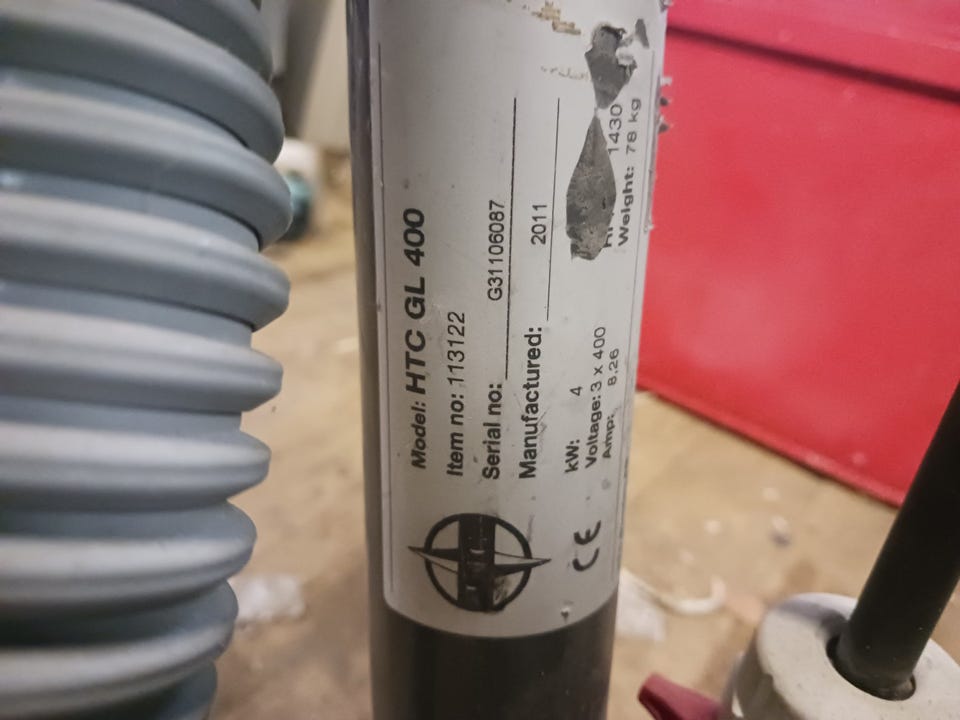 Model: HTC GL 400
Item no: 113122
Serial no: G31106087
Manufactured: 2011
kW: 4
Voltage: 3 x 400
Amp: 8.26
1430
Weight: 78 kg
CE